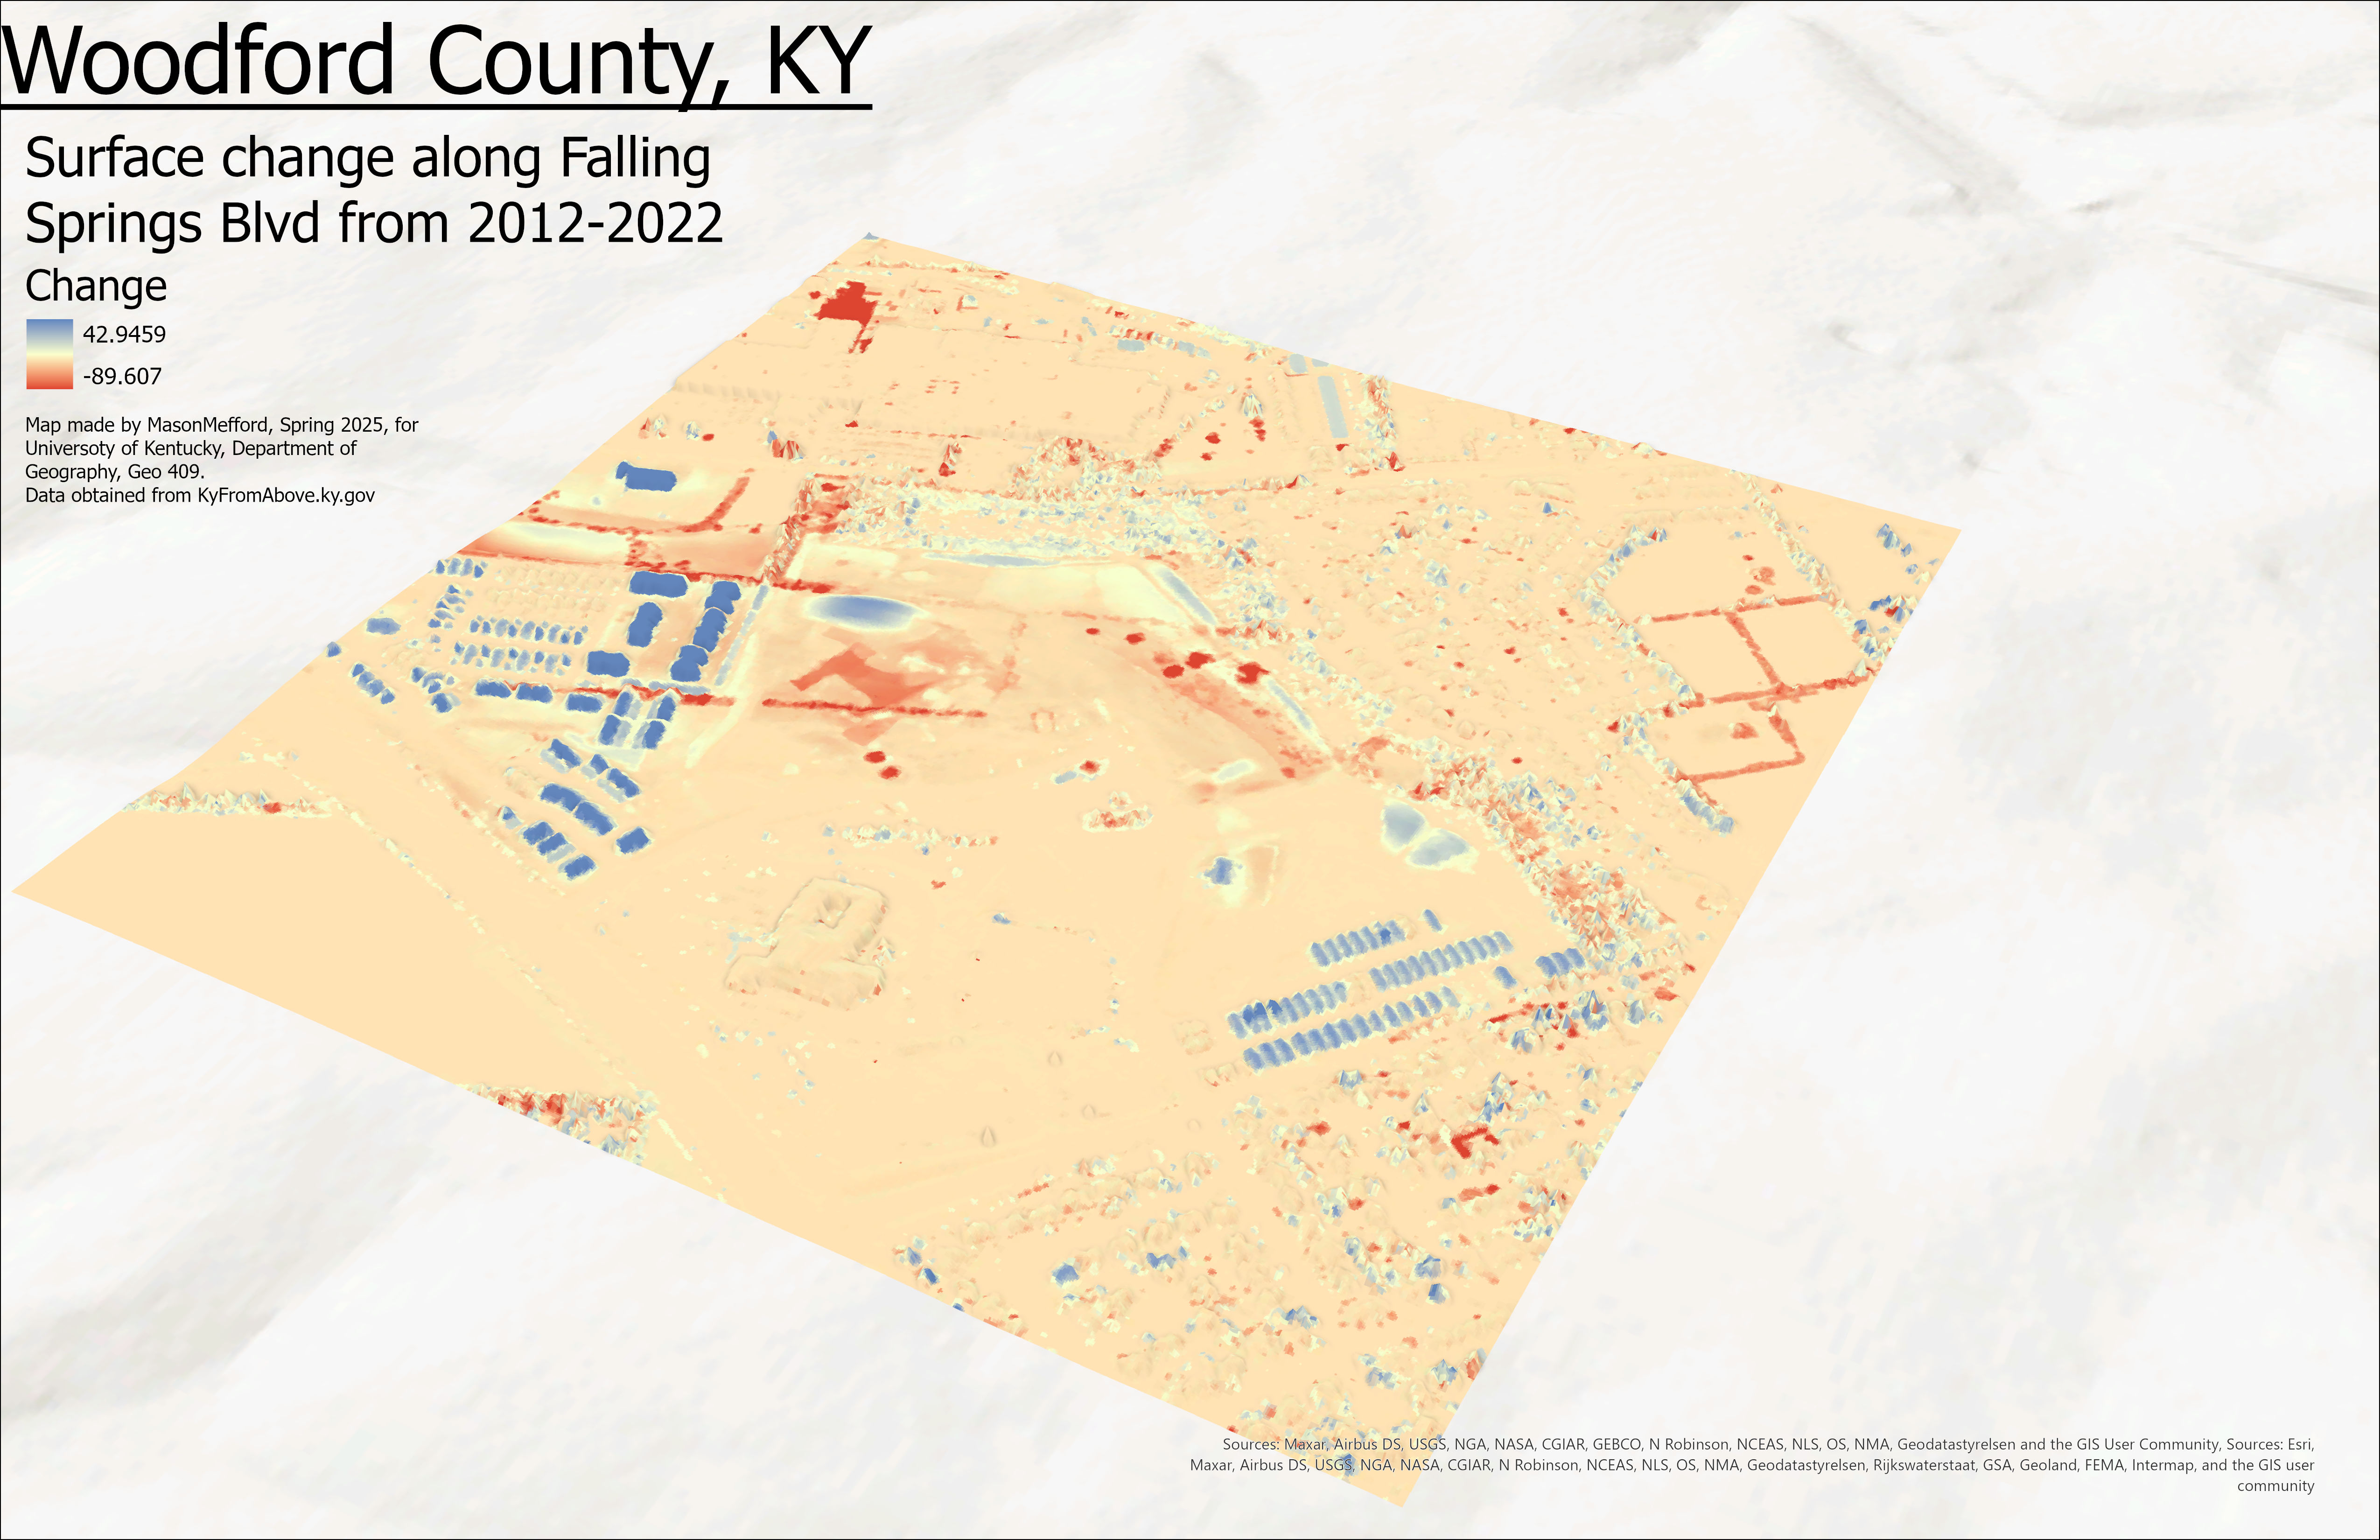 Woodford County, KY
Surface change along Falling
Springs Blvd from 2012-2022
Change
42.9459
-89.607
Map made by MasonMefford, Spring 2025, for
Universoty of Kentucky, Department of
Geography, Geo 409.
Data obtained from KyFromAbove.ky.gov
Sources: Maxar, Airbus DS, USGS, NGA, NASA, CGIAR, GEBCO, N Robinson, NCEAS, NLS, OS, NMA, Geodatastyrelsen and the GIS User Community, Sources: Esri,
Maxar, Airbus DS, USGS, NGA, NASA, CGIAR, N Robinson, NCEAS, NLS, OS, NMA, Geodatastyrelsen, Rijkswaterstaat, GSA, Geoland, FEMA, Intermap, and the GIS user
community